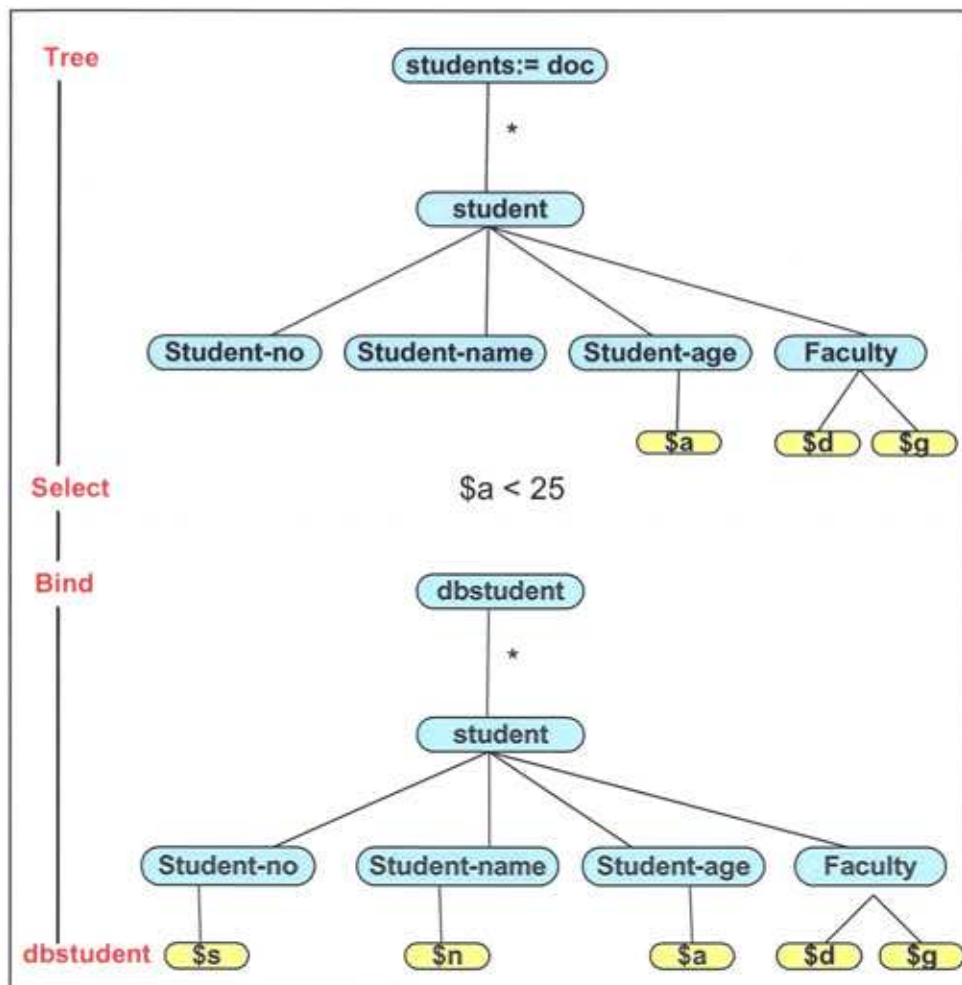 Tree
students:= doc
*
student
Student-no Student-name Student-age Faculty
$a $d $g
Select $a < 25
Bind
dbstudent
*
student
Student-no Student-name Student-age Faculty
dbstudent $s $n $a $d $g